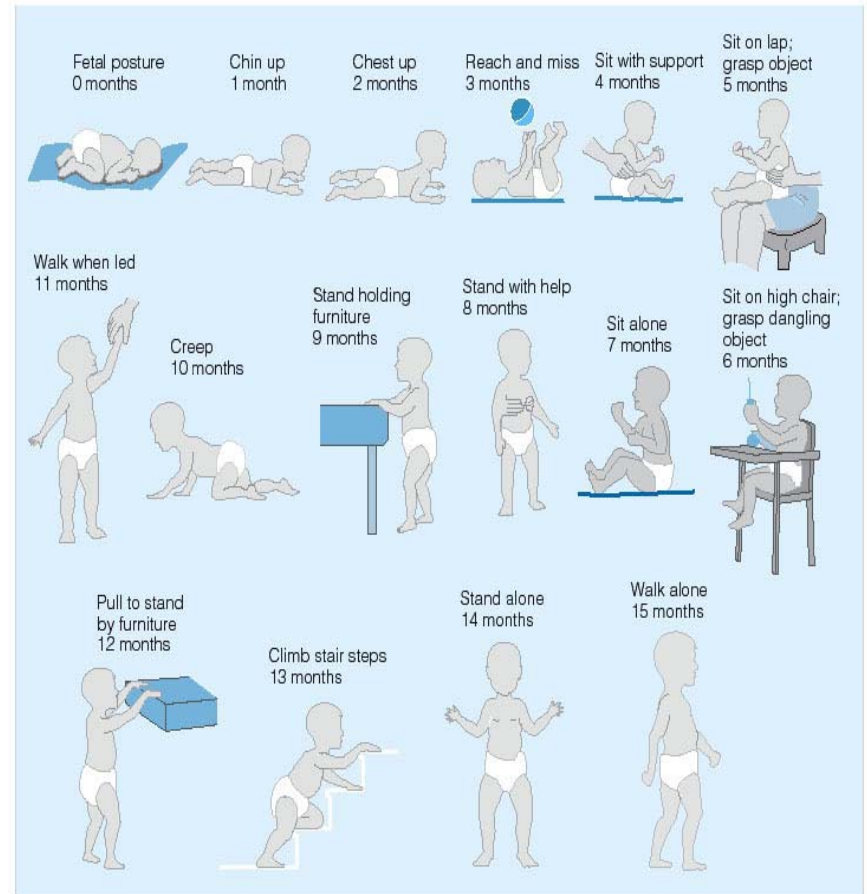 Fetal posture
0 months
Chin up
1 month
Chest up
2 months
Reach and miss
3 months
Sit with support
4 months
Sit on lap;
grasp object
5 months
Walk when led
11 months
Creep
10 months
Stand holding
furniture
9 months
Stand with help
8 months
Sit alone
7 months
Sit on high chair;
grasp dangling
object
6 months
Pull to stand
by furniture
12 months
Climb stair steps
13 months
Stand alone
14 months
Walk alone
15 months